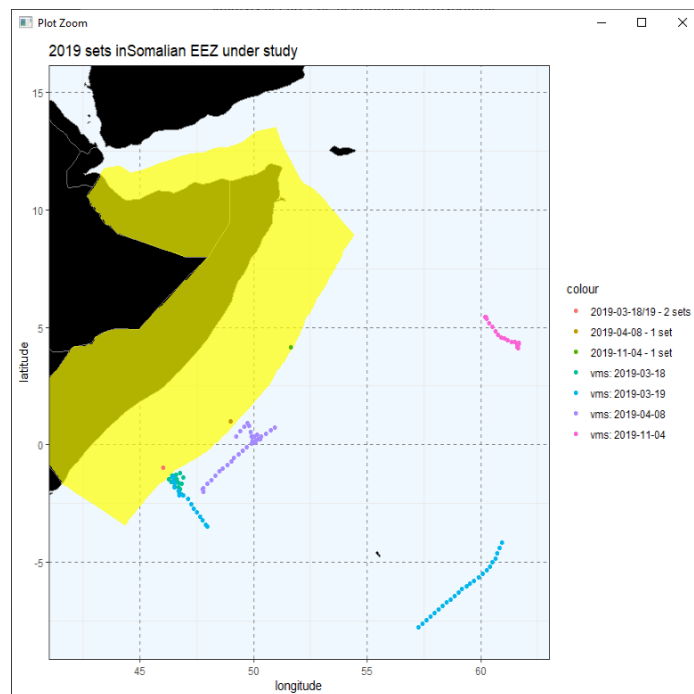 Plot Zoom
2019 sets inSomalian EEZ under study
15
10
5
0
-5
latitude
45
50
55
60
longitude
colour
2019-03-18/19 - 2 sets
2019-04-08 - 1 set
2019-11-04 - 1 set
vms: 2019-03-18
vms: 2019-03-19
vms: 2019-04-08
vms: 2019-11-04